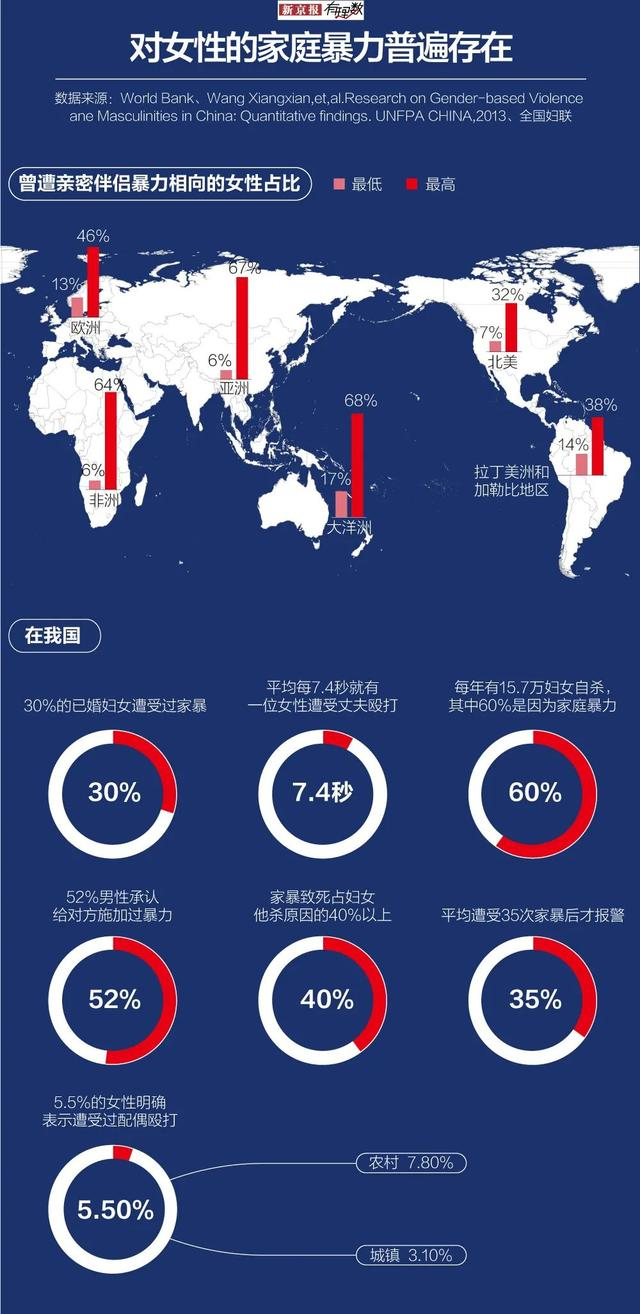 新京报 有理数
对女性的家庭暴力普遍存在
数据来源：World Bank、Wang Xiangxian,et,al.Research on Gender-based Violence
ane Masculinities in China: Quantitative findings. UNFPA CHINA,2013、全国妇联
曾遭亲密伴侣暴力相向的女性占比 最低 最高
46%
13%
欧洲
67%
6%
亚洲
32%
7%
北美
64%
6%
非洲
68%
17%
大洋洲
38%
14%
拉丁美洲和
加勒比地区
在我国
30%的已婚妇女遭受过家暴
30%
平均每7.4秒就有
一位女性遭受丈夫殴打
7.4秒
每年有15.7万妇女自杀，
其中60%是因为家庭暴力
60%
52%男性承认
给对方施加过暴力
52%
家暴致死占妇女
他杀原因的40%以上
40%
平均遭受35次家暴后才报警
35%
5.5%的女性明确
表示遭受过配偶殴打
5.50%
农村 7.80%
城镇 3.10%